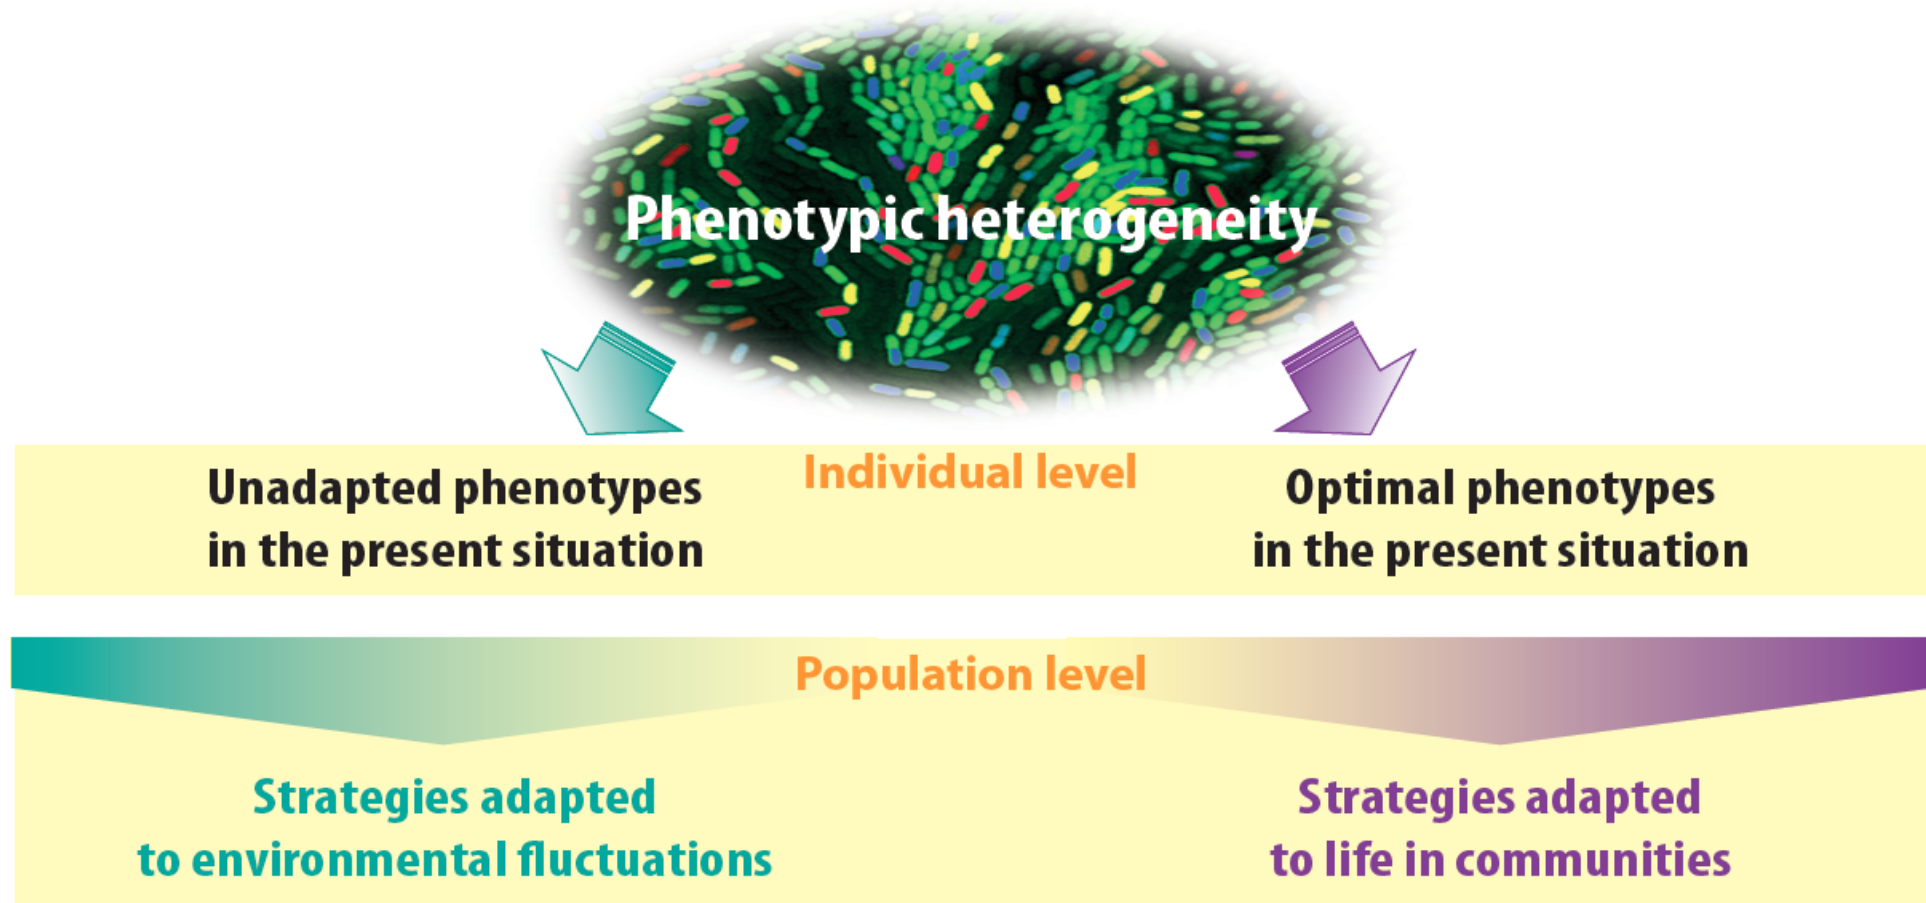 Phenotypic heterogeneity
Individual level
Unadapted phenotypes
in the present situation
Optimal phenotypes
in the present situation
Population level
Strategies adapted
to environmental fluctuations
Strategies adapted
to life in communities